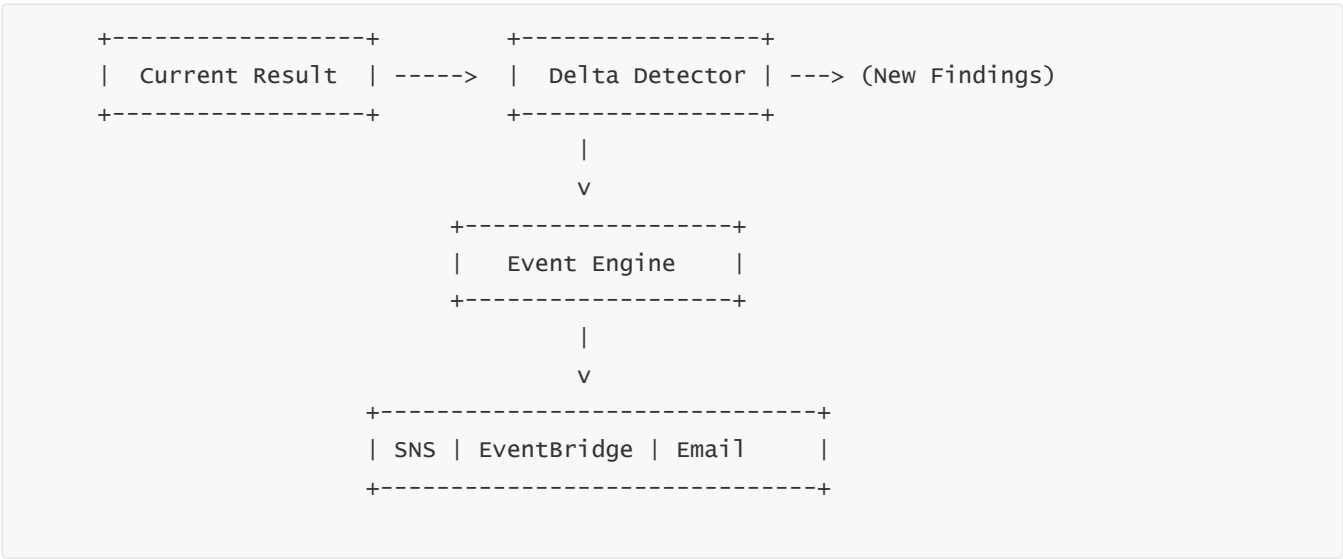 +------------------+         +-----------------+
|  Current Result  | ----->  |  Delta Detector | ---> (New Findings)
+------------------+         +-----------------+
                                  |
                                  v
                         +-------------------+
                         |   Event Engine    |
                         +-------------------+
                                  |
                                  v
                   +-------------------------------+
                   | SNS | EventBridge | Email     |
                   +-------------------------------+